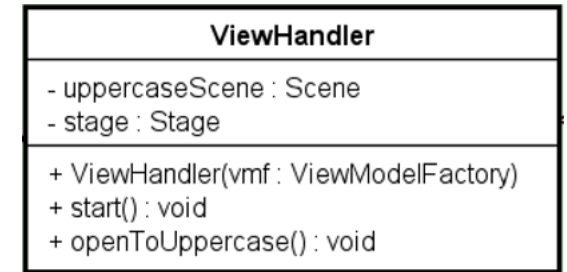 ViewHandler
- uppercaseScene : Scene
- stage : Stage
+ ViewHandler(vmf : ViewModelFactory)
+ start() : void
+ openToUppercase() : void